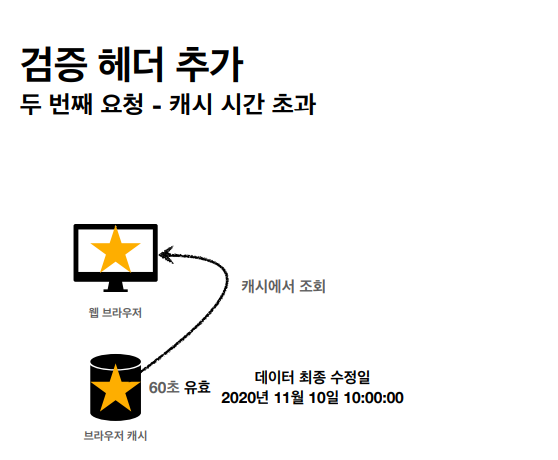 검증 헤더 추가
두 번째 요청 - 캐시 시간 초과
캐시에서 조회
웹 브라우저
60초 유효
데이터 최종 수정일
2020년 11월 10일 10:00:00
브라우저 캐시